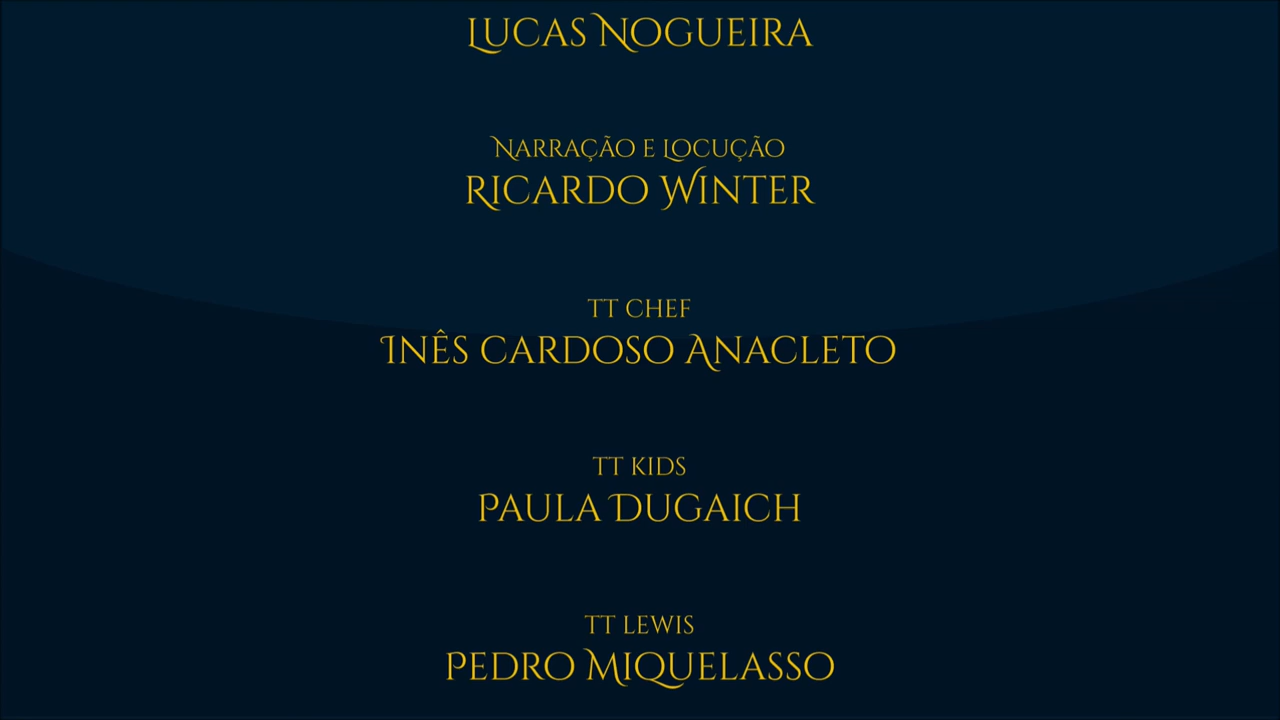 Lucas Nogueira
Narração e Locução
Ricardo Winter
TT Chef
Inês Cardoso Anacleto
TT Kids
Paula Dugaich
TT Lewis
Pedro Miquelasso